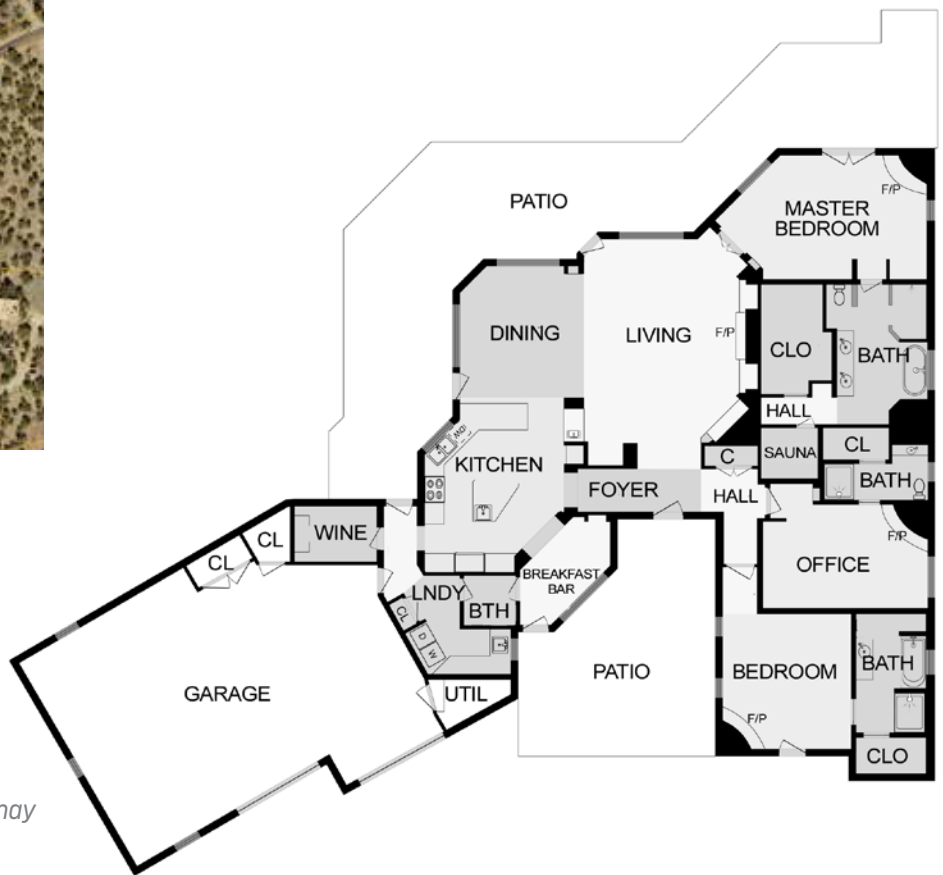 PATIO
F/P
MASTER
BEDROOM
DINING
LIVING
F/P
CLO
BATH
HALL
KITCHEN
C
SAUNA
CL
BATH
FOYER
HALL
F/P
WINE
CL
CL
OFFICE
BREAKFAST
BAR
LNDY
BTH
CL
D
W
PATIO
BEDROOM
BATH
UTIL
GARAGE
F/P
CLO
may